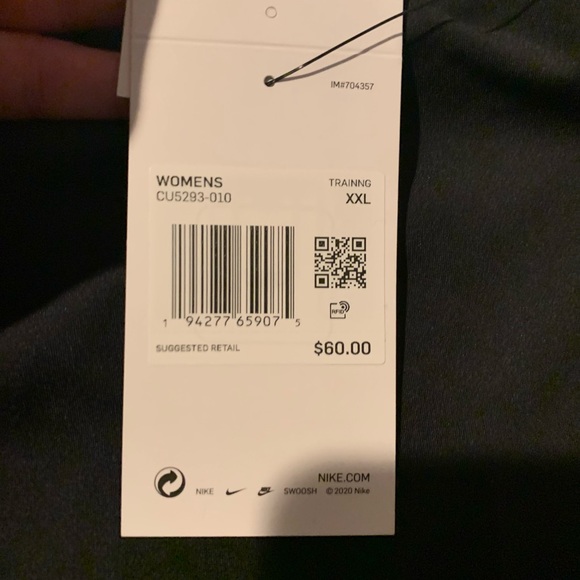 IM#704357
WOMENS TRAINNG
CU5293-010 XXL
RFID
1 94277 65907 5
SUGGESTED RETAIL $60.00
NIKE.COM
NIKE SWOOSH © 2020 Nike